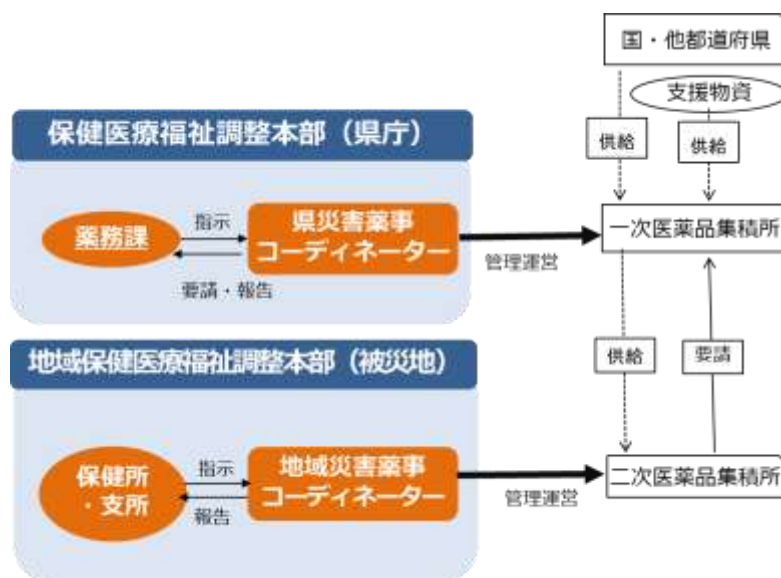 国・他都道府県
支援物資
保健医療福祉調整本部（県庁）
供給
供給
薬務課
指示
県災害薬事
コーディネーター
一次医薬品集積所
管理運営
要請・報告
地域保健医療福祉調整本部（被災地）
供給
要請
保健所
・支所
指示
地域災害薬事
コーディネーター
二次医薬品集積所
報告
管理運営